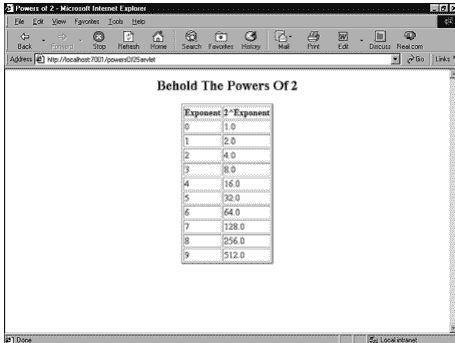 Powers of 2 - Microsoft Internet Explorer
File Edit View Favorites Tools Help
Back Forward Stop Refresh Home Search Favorites History Mail Print Edit Discuss Real.com
Address http://localhost:7001/powersOf2Servlet Go Links
Behold The Powers Of 2
Exponent 2^Exponent
0 1.0
1 2.0
2 4.0
3 8.0
4 16.0
5 32.0
6 64.0
7 128.0
8 256.0
9 512.0
Done Local intranet